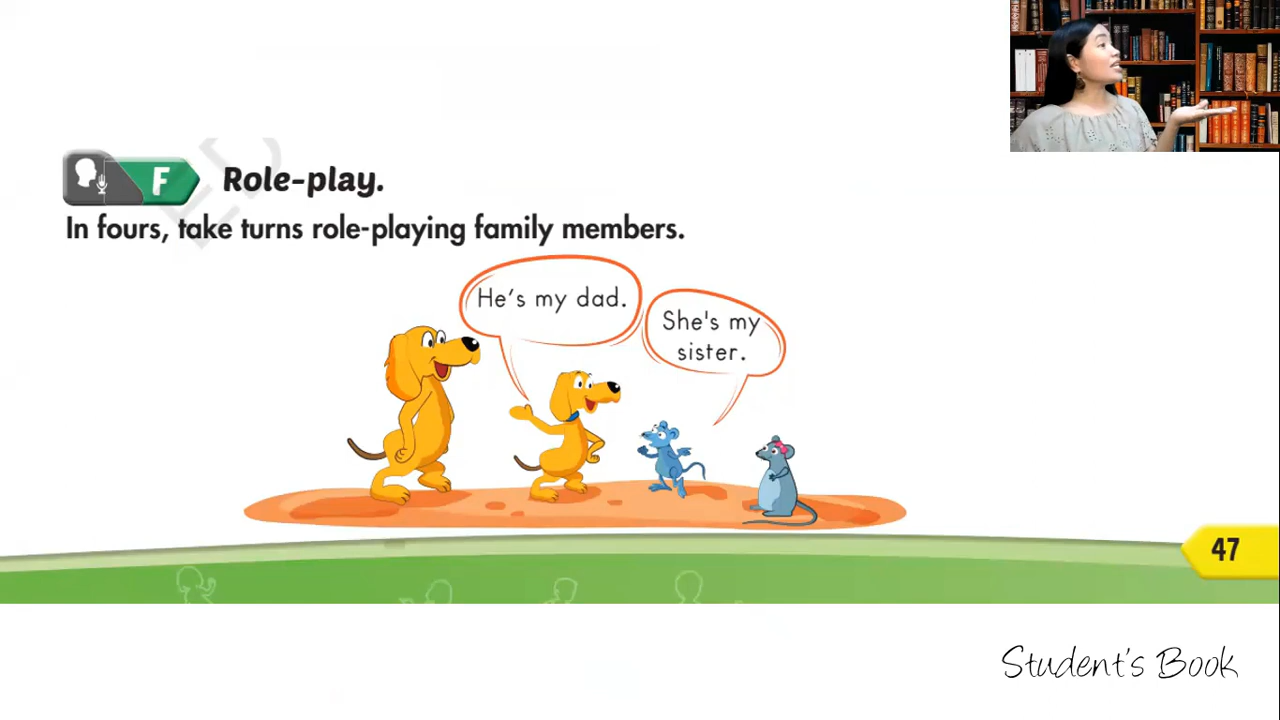 F Role-play.
In fours, take turns role-playing family members.
He's my dad.
She's my
sister.
47
Student's Book